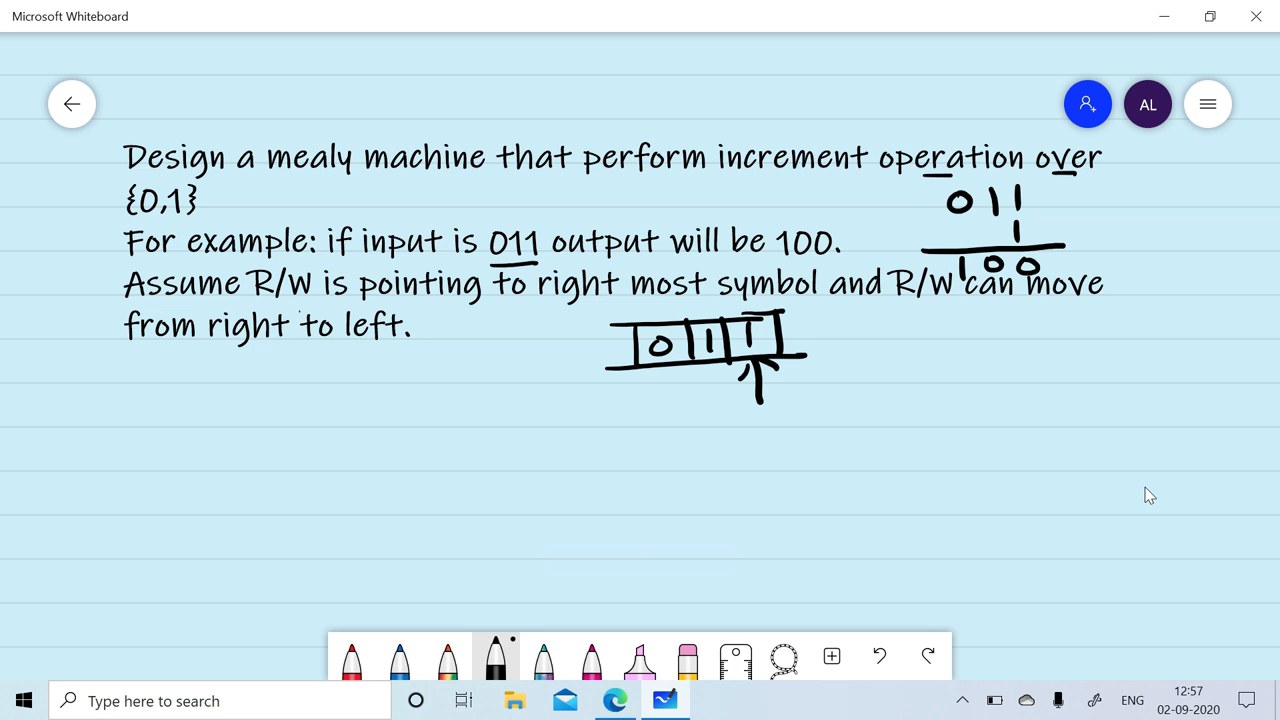 Microsoft Whiteboard
AL
Design a mealy machine that perform increment operation over
{0,1}
For example: if input is 011 output will be 100.
Assume R/W is pointing to right most symbol and R/W can move
from right to left.
011
1
100
011
Type here to search
ENG
12:57
02-09-2020